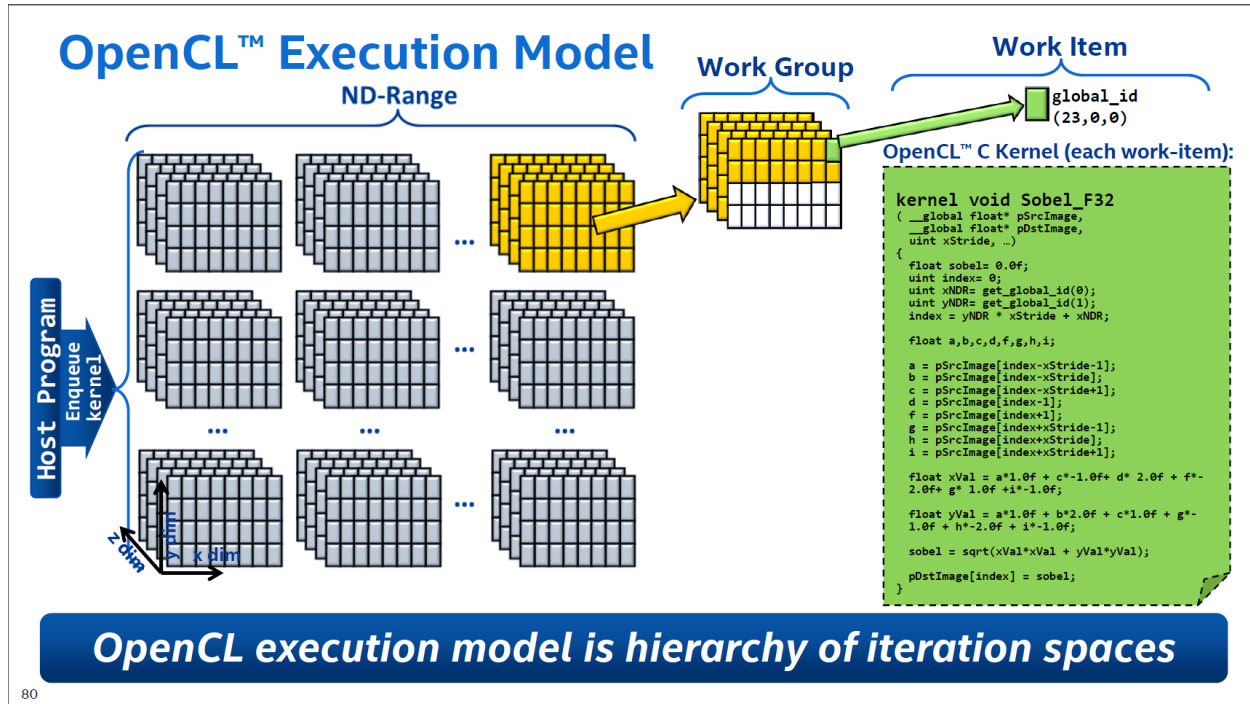 OpenCL™ Execution Model
ND-Range
Work Group
Work Item
global_id
(23,0,0)
OpenCL™ C Kernel (each work-item):
kernel void Sobel_F32
( __global float* pSrcImage,
__global float* pDstImage,
uint xStride, …)
{
float sobel= 0.0f;
uint index= 0;
uint xNDR= get_global_id(0);
uint yNDR= get_global_id(1);
index = yNDR * xStride + xNDR;
float a,b,c,d,f,g,h,i;
a = pSrcImage[index-xStride-1];
b = pSrcImage[index-xStride];
c = pSrcImage[index-xStride+1];
d = pSrcImage[index-1];
f = pSrcImage[index+1];
g = pSrcImage[index+xStride-1];
h = pSrcImage[index+xStride];
i = pSrcImage[index+xStride+1];
float xVal = a*1.0f + c*-1.0f+ d* 2.0f + f*-
2.0f+ g* 1.0f +i*-1.0f;
float yVal = a*1.0f + b*2.0f + c*1.0f + g*-
1.0f + h*-2.0f + i*-1.0f;
sobel = sqrt(xVal*xVal + yVal*yVal);
pDstImage[index] = sobel;
}
Host Program
Enqueue
kernel
...
...
... ... ...
...
z dim
y dim
x dim
OpenCL execution model is hierarchy of iteration spaces
80